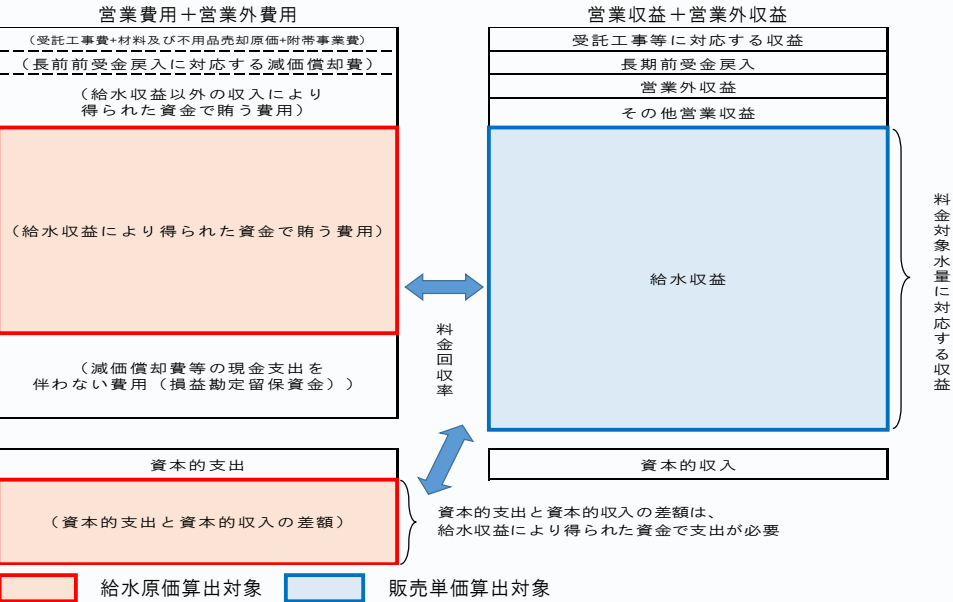 営業費用＋営業外費用
（受託工事費+材料及び不用品売却原価+附帯事業費）
（長前前受金戻入に対応する減価償却費）
（給水収益以外の収入により
得られた資金で賄う費用）
（給水収益により得られた資金で賄う費用）
（減価償却費等の現金支出を
伴わない費用（損益勘定留保資金））
資本的支出
（資本的支出と資本的収入の差額）
営業収益＋営業外収益
受託工事等に対応する収益
長期前受金戻入
営業外収益
その他営業収益
給水収益
料金対象水量に対応する収益
料金回収率
資本的収入
資本的支出と資本的収入の差額は、
給水収益により得られた資金で支出が必要
給水原価算出対象
販売単価算出対象